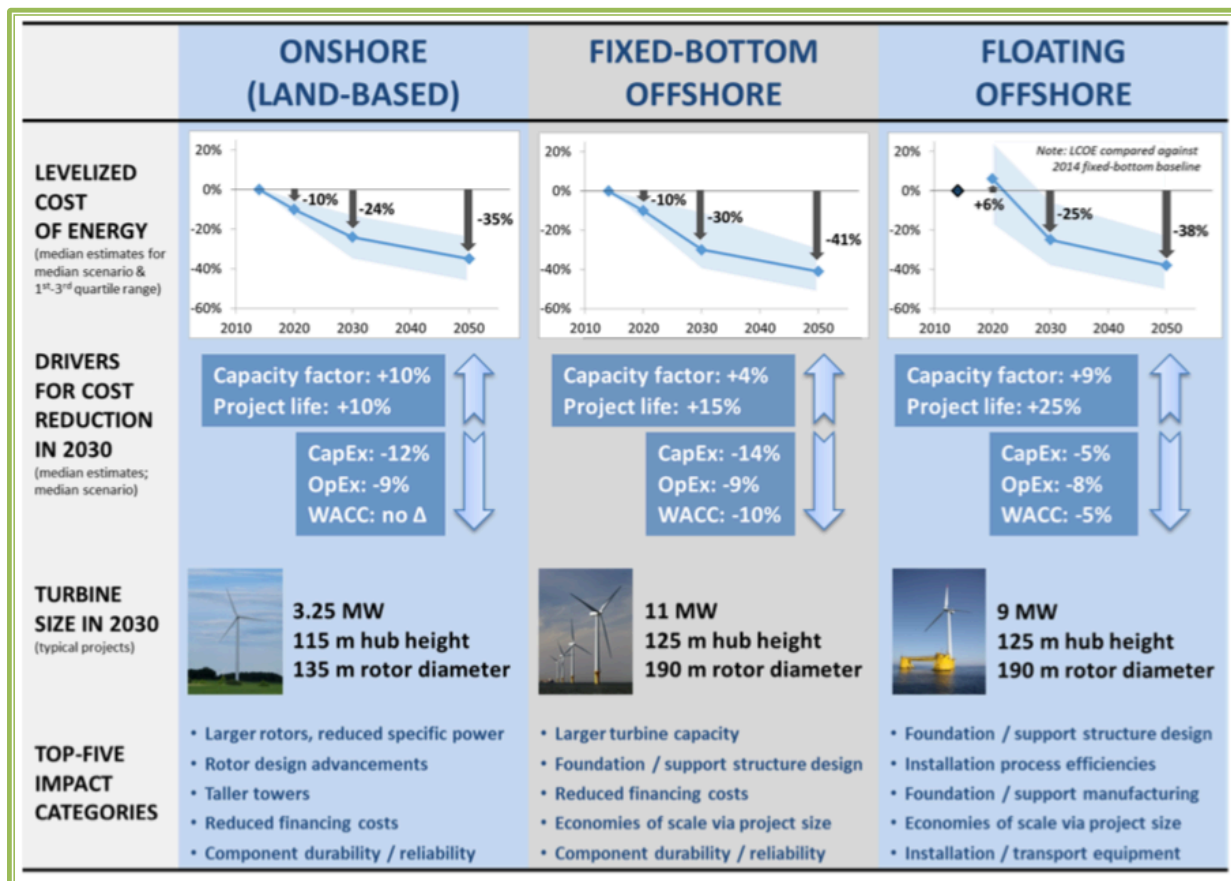 ONSHORE
(LAND-BASED)
FIXED-BOTTOM
OFFSHORE
FLOATING
OFFSHORE
LEVELIZED
COST
OF ENERGY
(median estimates for
median scenario &
1st-3rd quartile range)
20%
0%
-20%
-40%
-60%
-10%
-24%
-35%
2010 2020 2030 2040 2050
20%
0%
-20%
-40%
-60%
-10%
-30%
-41%
2010 2020 2030 2040 2050
Note: LCOE compared against
2014 fixed-bottom baseline
20%
0%
-20%
-40%
-60%
+6%
-25%
-38%
2010 2020 2030 2040 2050
DRIVERS
FOR COST
REDUCTION
IN 2030
(median estimates;
median scenario)
Capacity factor: +10%
Project life: +10%
CapEx: -12%
OpEx: -9%
WACC: no Δ
Capacity factor: +4%
Project life: +15%
CapEx: -14%
OpEx: -9%
WACC: -10%
Capacity factor: +9%
Project life: +25%
CapEx: -5%
OpEx: -8%
WACC: -5%
TURBINE
SIZE IN 2030
(typical projects)
3.25 MW
115 m hub height
135 m rotor diameter
11 MW
125 m hub height
190 m rotor diameter
9 MW
125 m hub height
190 m rotor diameter
TOP-FIVE
IMPACT
CATEGORIES
• Larger rotors, reduced specific power
• Rotor design advancements
• Taller towers
• Reduced financing costs
• Component durability / reliability
• Larger turbine capacity
• Foundation / support structure design
• Reduced financing costs
• Economies of scale via project size
• Component durability / reliability
• Foundation / support structure design
• Installation process efficiencies
• Foundation / support manufacturing
• Economies of scale via project size
• Installation / transport equipment